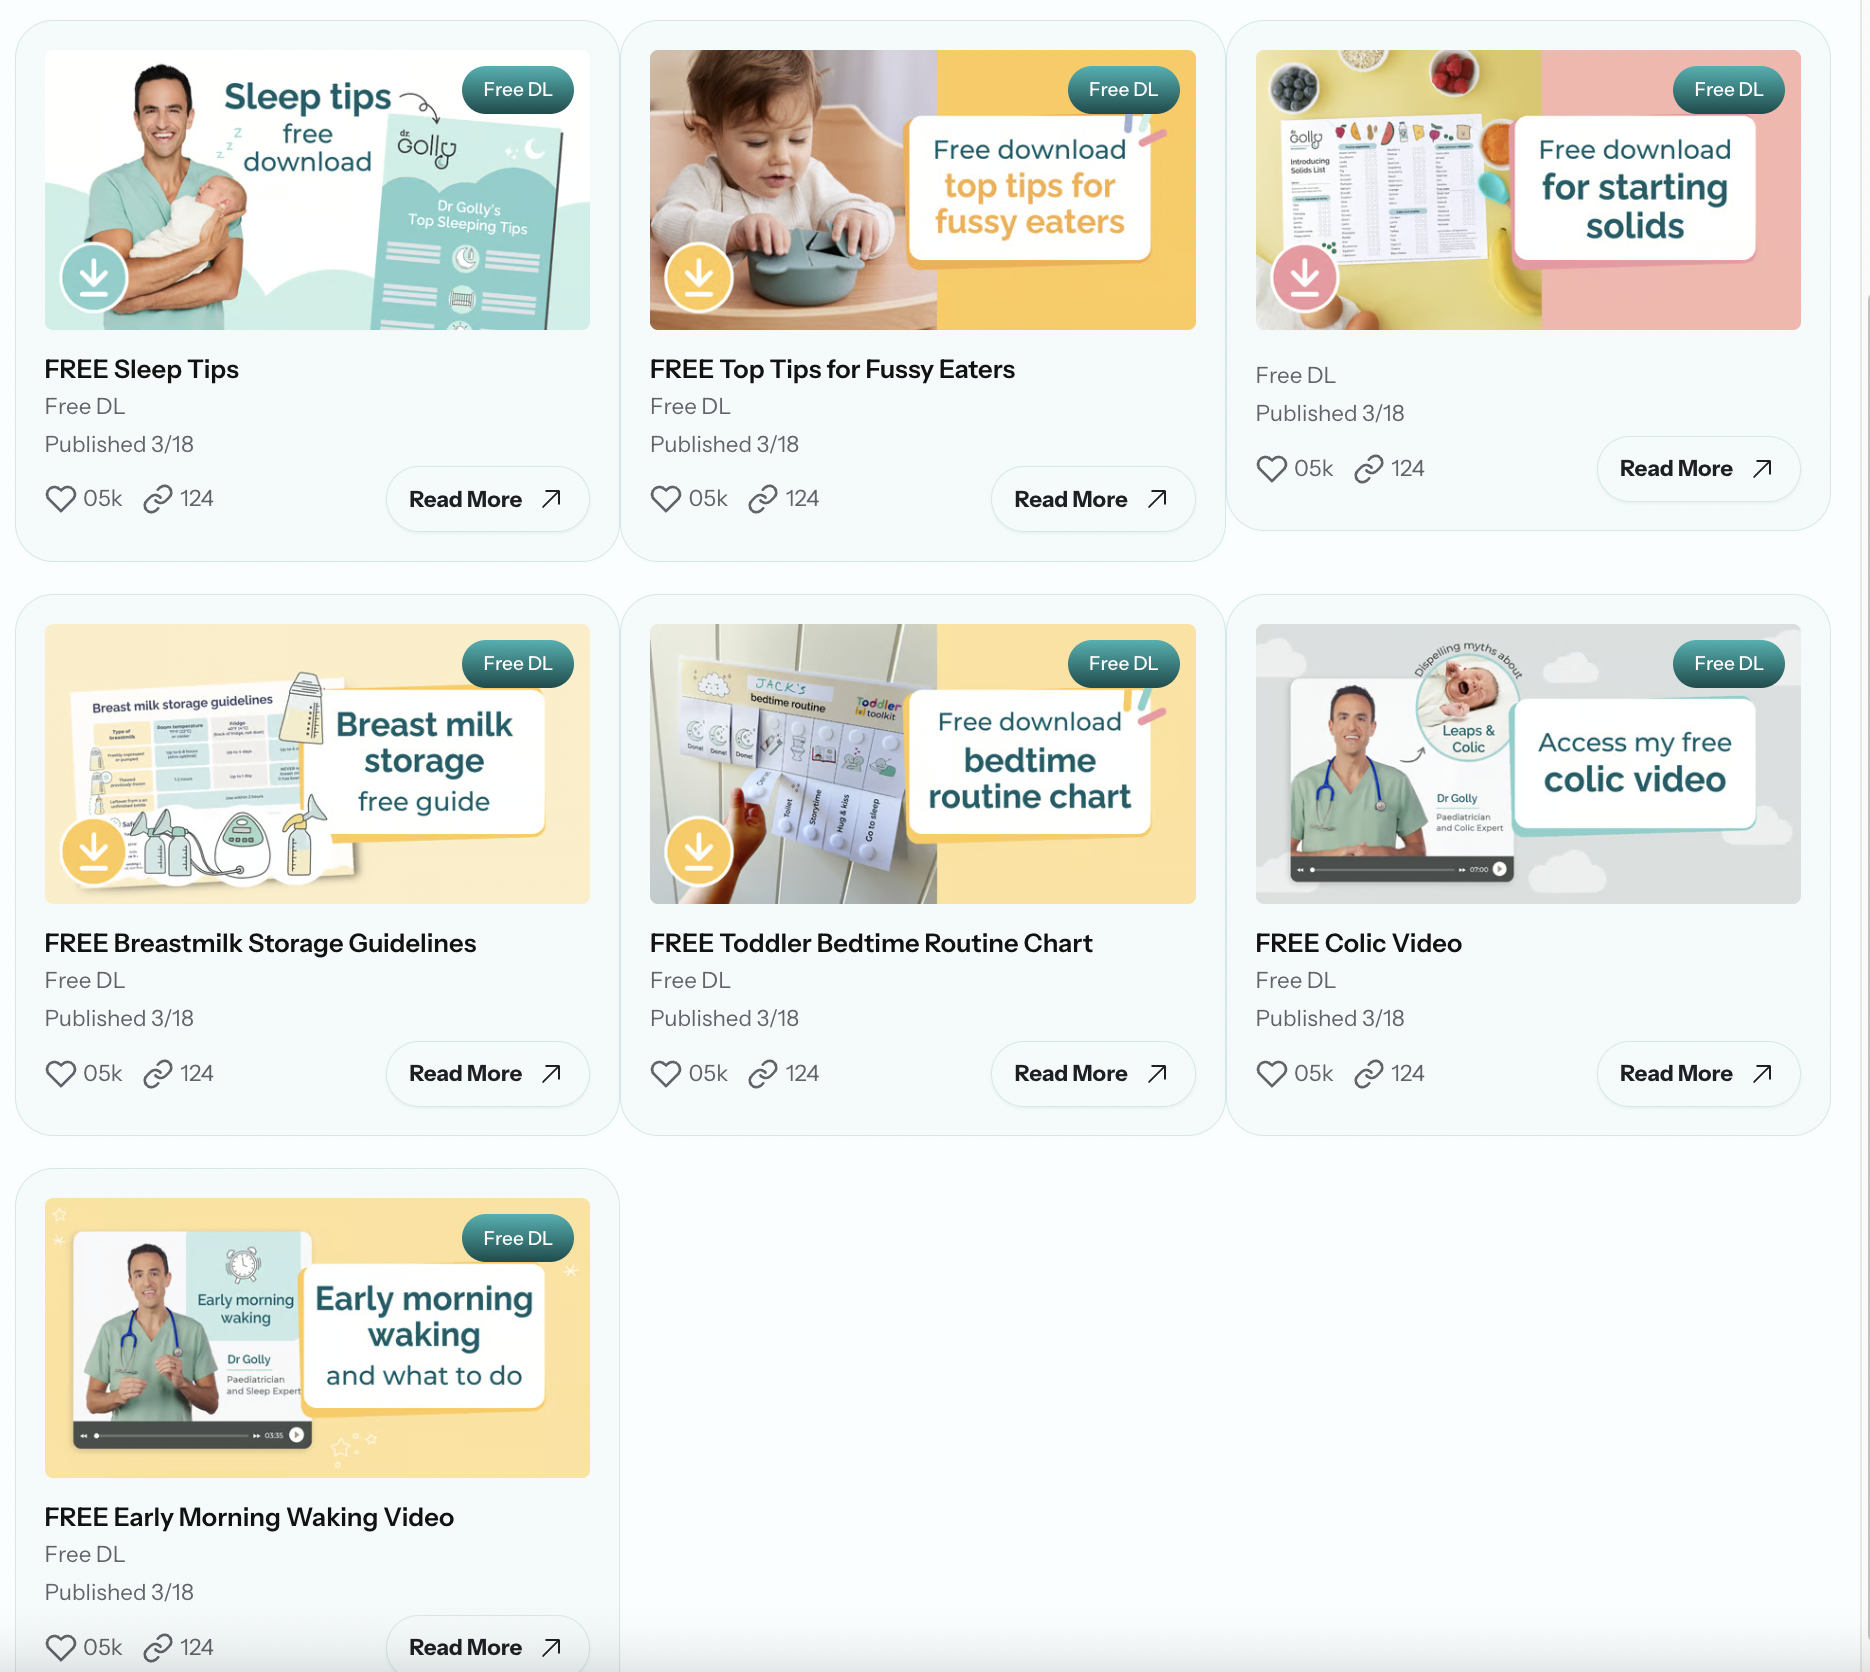 Sleep tips
free
download
Free DL
dr.
Golly
Dr Golly's
Top Sleeping Tips
FREE Sleep Tips
Free DL
Published 3/18
05k
124
Read More
Free DL
Free download
top tips for
fussy eaters
FREE Top Tips for Fussy Eaters
Free DL
Published 3/18
05k
124
Read More
Free DL
dr.
Golly
Introducing
Solids List
Free download
for starting
solids
Free DL
Published 3/18
05k
124
Read More
Free DL
Breast milk storage guidelines
Type of
breastmilk
Room temperature
Fridge
Breast milk
storage
free guide
FREE Breastmilk Storage Guidelines
Free DL
Published 3/18
05k
124
Read More
Free DL
JACK'S
bedtime routine
Toddler
toolkit
Done!
Done!
Done!
Toilet
Storytime
Hug & kiss
Go to sleep
Free download
bedtime
routine chart
FREE Toddler Bedtime Routine Chart
Free DL
Published 3/18
05k
124
Read More
Free DL
Dispelling myths about
Leaps &
Colic
Dr Golly
Paediatrician
and Colic Expert
07:00
Access my free
colic video
FREE Colic Video
Free DL
Published 3/18
05k
124
Read More
Free DL
Early morning
waking
Dr Golly
Paediatrician
and Sleep Expert
03:35
Early morning
waking
and what to do
FREE Early Morning Waking Video
Free DL
Published 3/18
05k
124
Read More